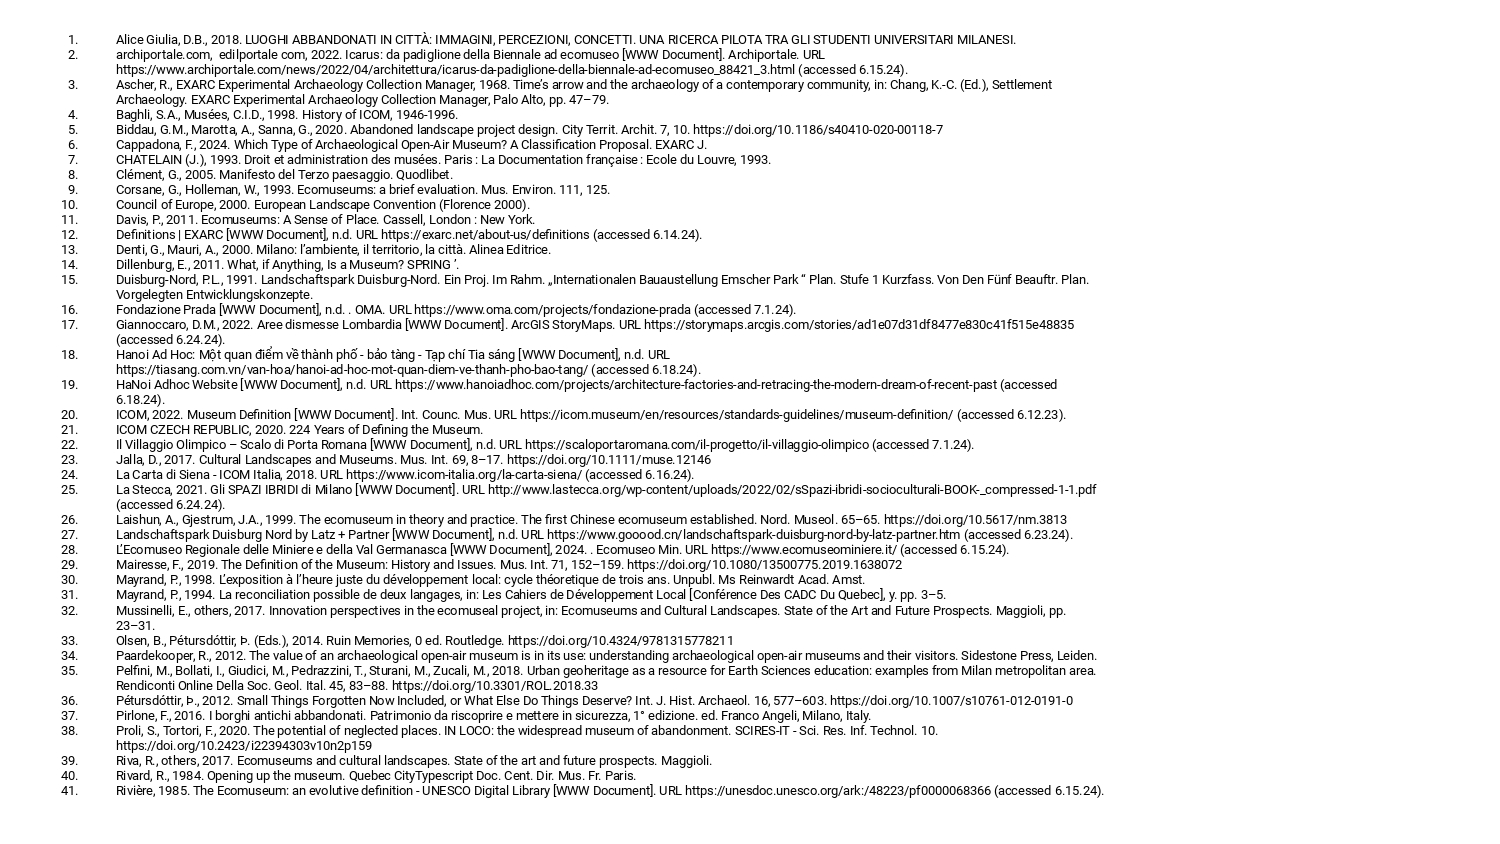 1. Alice Giulia, D.B., 2018. LUOGHI ABBANDONATI IN CITTÀ: IMMAGINI, PERCEZIONI, CONCETTI. UNA RICERCA PILOTA TRA GLI STUDENTI UNIVERSITARI MILANESI.
2. archiportale.com, edilportale com, 2022. Icarus: da padiglione della Biennale ad ecomuseo [WWW Document]. Archiportale. URL
https://www.archiportale.com/news/2022/04/architettura/icarus-da-padiglione-della-biennale-ad-ecomuseo_88421_3.html (accessed 6.15.24).
3. Ascher, R., EXARC Experimental Archaeology Collection Manager, 1968. Time's arrow and the archaeology of a contemporary community, in: Chang, K.-C. (Ed.), Settlement
Archaeology. EXARC Experimental Archaeology Collection Manager, Palo Alto, pp. 47–79.
4. Baghli, S.A., Musées, C.I.D., 1998. History of ICOM, 1946-1996.
5. Biddau, G.M., Marotta, A., Sanna, G., 2020. Abandoned landscape project design. City Territ. Archit. 7, 10. https://doi.org/10.1186/s40410-020-00118-7
6. Cappadona, F., 2024. Which Type of Archaeological Open-Air Museum? A Classification Proposal. EXARC J.
7. CHATELAIN (J.), 1993. Droit et administration des musées. Paris : La Documentation française : Ecole du Louvre, 1993.
8. Clément, G., 2005. Manifesto del Terzo paesaggio. Quodlibet.
9. Corsane, G., Holleman, W., 1993. Ecomuseums: a brief evaluation. Mus. Environ. 111, 125.
10. Council of Europe, 2000. European Landscape Convention (Florence 2000).
11. Davis, P., 2011. Ecomuseums: A Sense of Place. Cassell, London : New York.
12. Definitions | EXARC [WWW Document], n.d. URL https://exarc.net/about-us/definitions (accessed 6.14.24).
13. Denti, G., Mauri, A., 2000. Milano: l'ambiente, il territorio, la città. Alinea Editrice.
14. Dillenburg, E., 2011. What, if Anything, Is a Museum? SPRING '.
15. Duisburg-Nord, P.L., 1991. Landschaftspark Duisburg-Nord. Ein Proj. Im Rahm. „Internationalen Bauaustellung Emscher Park “ Plan. Stufe 1 Kurzfass. Von Den Fünf Beauftr. Plan.
Vorgelegten Entwicklungskonzepte.
16. Fondazione Prada [WWW Document], n.d. . OMA. URL https://www.oma.com/projects/fondazione-prada (accessed 7.1.24).
17. Giannoccaro, D.M., 2022. Aree dismesse Lombardia [WWW Document]. ArcGIS StoryMaps. URL https://storymaps.arcgis.com/stories/ad1e07d31df8477e830c41f515e48835
(accessed 6.24.24).
18. Hanoi Ad Hoc: Một quan điểm về thành phố - bảo tàng - Tạp chí Tia sáng [WWW Document], n.d. URL
https://tiasang.com.vn/van-hoa/hanoi-ad-hoc-mot-quan-diem-ve-thanh-pho-bao-tang/ (accessed 6.18.24).
19. HaNoi Adhoc Website [WWW Document], n.d. URL https://www.hanoiadhoc.com/projects/architecture-factories-and-retracing-the-modern-dream-of-recent-past (accessed
6.18.24).
20. ICOM, 2022. Museum Definition [WWW Document]. Int. Counc. Mus. URL https://icom.museum/en/resources/standards-guidelines/museum-definition/ (accessed 6.12.23).
21. ICOM CZECH REPUBLIC, 2020. 224 Years of Defining the Museum.
22. Il Villaggio Olimpico – Scalo di Porta Romana [WWW Document], n.d. URL https://scaloportaromana.com/il-progetto/il-villaggio-olimpico (accessed 7.1.24).
23. Jalla, D., 2017. Cultural Landscapes and Museums. Mus. Int. 69, 8–17. https://doi.org/10.1111/muse.12146
24. La Carta di Siena - ICOM Italia, 2018. URL https://www.icom-italia.org/la-carta-siena/ (accessed 6.16.24).
25. La Stecca, 2021. Gli SPAZI IBRIDI di Milano [WWW Document]. URL http://www.lastecca.org/wp-content/uploads/2022/02/sSpazi-ibridi-socioculturali-BOOK-_compressed-1-1.pdf
(accessed 6.24.24).
26. Laishun, A., Gjestrum, J.A., 1999. The ecomuseum in theory and practice. The first Chinese ecomuseum established. Nord. Museol. 65–65. https://doi.org/10.5617/nm.3813
27. Landschaftspark Duisburg Nord by Latz + Partner [WWW Document], n.d. URL https://www.gooood.cn/landschaftspark-duisburg-nord-by-latz-partner.htm (accessed 6.23.24).
28. L'Ecomuseo Regionale delle Miniere e della Val Germanasca [WWW Document], 2024. . Ecomuseo Min. URL https://www.ecomuseominiere.it/ (accessed 6.15.24).
29. Mairesse, F., 2019. The Definition of the Museum: History and Issues. Mus. Int. 71, 152–159. https://doi.org/10.1080/13500775.2019.1638072
30. Mayrand, P., 1998. L'exposition à l'heure juste du développement local: cycle théoretique de trois ans. Unpubl. Ms Reinwardt Acad. Amst.
31. Mayrand, P., 1994. La reconciliation possible de deux langages, in: Les Cahiers de Développement Local [Conférence Des CADC Du Quebec], y. pp. 3–5.
32. Mussinelli, E., others, 2017. Innovation perspectives in the ecomuseal project, in: Ecomuseums and Cultural Landscapes. State of the Art and Future Prospects. Maggioli, pp.
23–31.
33. Olsen, B., Pétursdóttir, Þ. (Eds.), 2014. Ruin Memories, 0 ed. Routledge. https://doi.org/10.4324/9781315778211
34. Paardekooper, R., 2012. The value of an archaeological open-air museum is in its use: understanding archaeological open-air museums and their visitors. Sidestone Press, Leiden.
35. Pelfini, M., Bollati, I., Giudici, M., Pedrazzini, T., Sturani, M., Zucali, M., 2018. Urban geoheritage as a resource for Earth Sciences education: examples from Milan metropolitan area.
Rendiconti Online Della Soc. Geol. Ital. 45, 83–88. https://doi.org/10.3301/ROL.2018.33
36. Pétursdóttir, Þ., 2012. Small Things Forgotten Now Included, or What Else Do Things Deserve? Int. J. Hist. Archaeol. 16, 577–603. https://doi.org/10.1007/s10761-012-0191-0
37. Pirlone, F., 2016. I borghi antichi abbandonati. Patrimonio da riscoprire e mettere in sicurezza, 1° edizione. ed. Franco Angeli, Milano, Italy.
38. Proli, S., Tortori, F., 2020. The potential of neglected places. IN LOCO: the widespread museum of abandonment. SCIRES-IT - Sci. Res. Inf. Technol. 10.
https://doi.org/10.2423/i22394303v10n2p159
39. Riva, R., others, 2017. Ecomuseums and cultural landscapes. State of the art and future prospects. Maggioli.
40. Rivard, R., 1984. Opening up the museum. Quebec CityTypescript Doc. Cent. Dir. Mus. Fr. Paris.
41. Rivière, 1985. The Ecomuseum: an evolutive definition - UNESCO Digital Library [WWW Document]. URL https://unesdoc.unesco.org/ark:/48223/pf0000068366 (accessed 6.15.24).